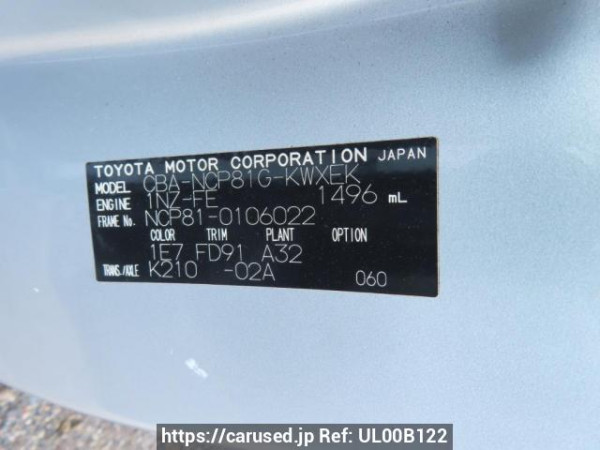 TOYOTA MOTOR CORPORATION JAPAN
MODEL CBA-NCP81G-KWXEK
ENGINE 1NZ-FE 1496 mL
FRAME No. NCP81-0106022
COLOR TRIM PLANT OPTION
1E7 FD91 A32
TRANS./AXLE K210 -02A 060
https://carused.jp Ref: UL00B122